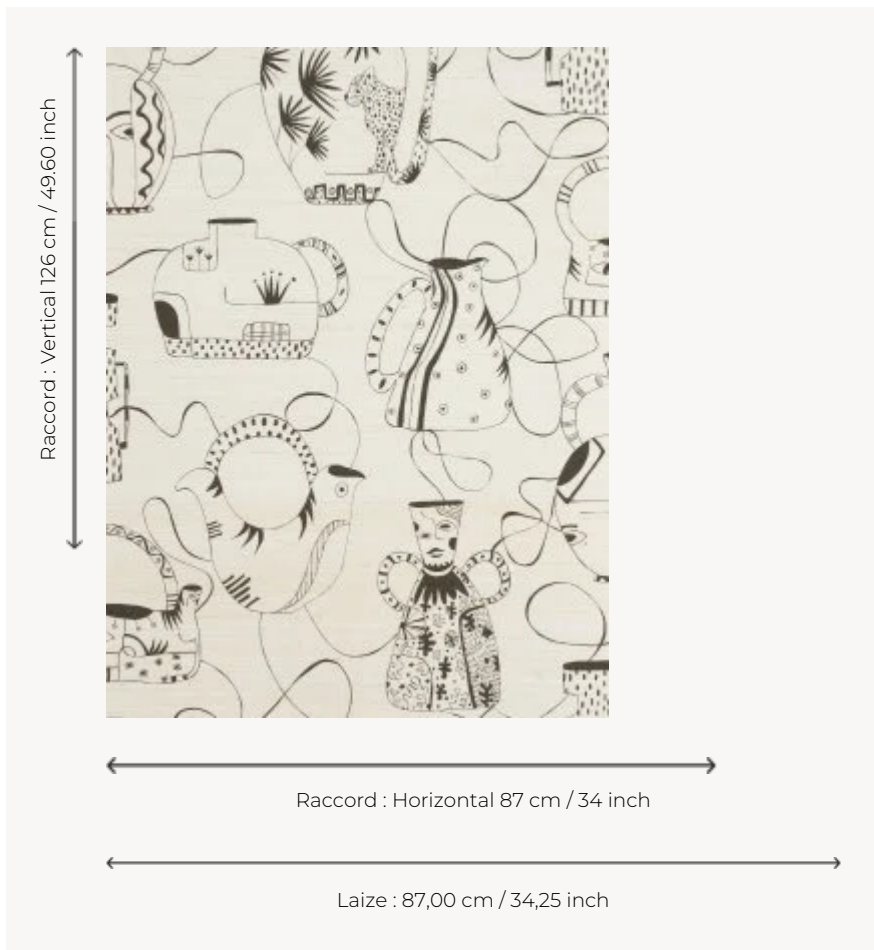 Raccord : Vertical 126 cm / 49.60 inch
Raccord : Horizontal 87 cm / 34 inch
Laize : 87,00 cm / 34,25 inch